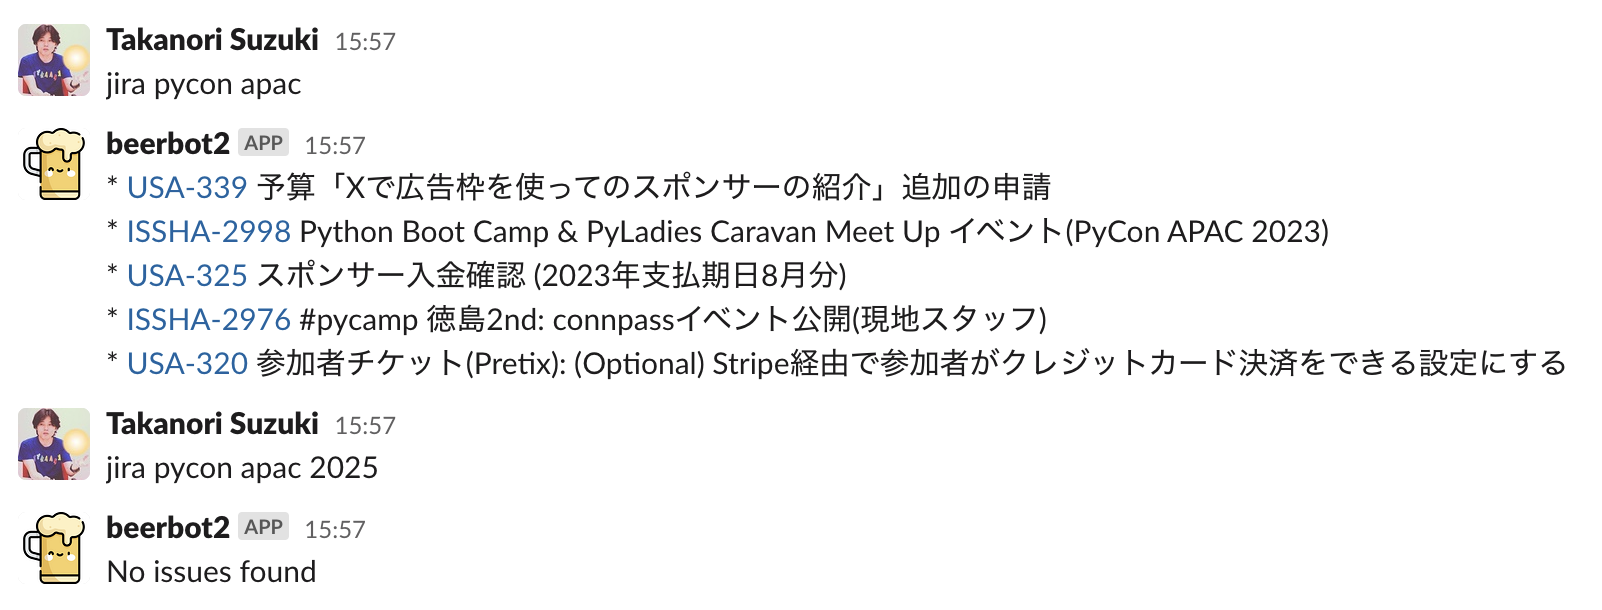 Takanori Suzuki 15:57
jira pycon apac
beerbot2 APP 15:57
* USA-339 予算「Xで広告枠を使ってのスポンサーの紹介」追加の申請
* ISSHA-2998 Python Boot Camp & PyLadies Caravan Meet Up イベント(PyCon APAC 2023)
* USA-325 スポンサー入金確認 (2023年支払期日8月分)
* ISSHA-2976 #pycamp 徳島2nd: connpassイベント公開(現地スタッフ)
* USA-320 参加者チケット(Pretix): (Optional) Stripe経由で参加者がクレジットカード決済をできる設定にする
Takanori Suzuki 15:57
jira pycon apac 2025
beerbot2 APP 15:57
No issues found